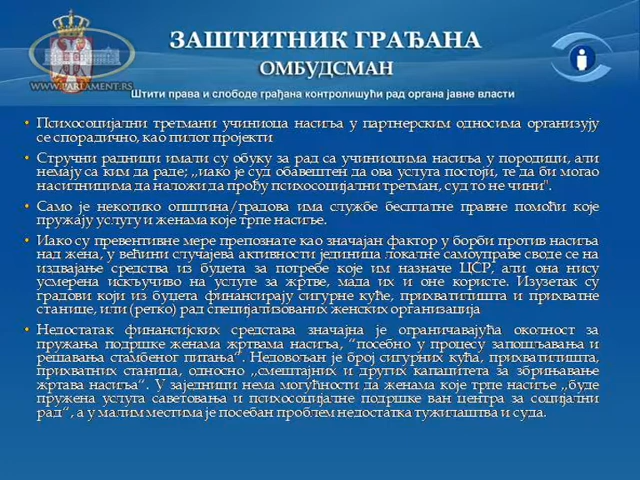 ЗАШТИТНИК ГРАЂАНА
ОМБУДСМАН
WWW.PARLAMENT.RS
Штити права и слободе грађана контролишући рад органа јавне власти
• Психосоцијални третмани учиниоца насиља у партнерским односима организују
се спорадично, као пилот пројекти
• Стручни радници имали су обуку за рад са учиниоцима насиља у породици, али
немају са ким да раде; „иако је суд обавештен да ова услуга постоји, те да би могао
насилницима да наложи да прођу психосоцијални третман, суд то не чини".
• Само је неколико општина/градова има службе бесплатне правне помоћи које
пружају услугу и женама које трпе насиље.
• Иако су превентивне мере препознате као значајан фактор у борби против насиља
над жена, у већини случајева активности јединица локалне самоуправе своде се на
издвајање средства из буџета за потребе које им назначе ЦСР, али она нису
усмерена искључиво на услуге за жртве, мада их и оне користе. Изузетак су
градови који из буџета финансирају сигурне куће, прихватилишта и прихватне
станице, или (ретко) рад специјализованих женских организација
• Недостатак финансијских средстава значајна је ограничавајућа околност за
пружања подршке женама жртвама насиља, “посебно у процесу запошљавања и
решавања стамбеног питања“. Недовољан је број сигурних кућа, прихватилишта,
прихватних станица, односно „смештајних и других капацитета за збрињавање
жртава насиља“. У заједници нема могућности да женама које трпе насиље „буде
пружена услуга саветовања и психосоцијалне подршке ван центра за социјални
рад“, а у малим местима је посебан проблем недостатка тужилаштва и суда.